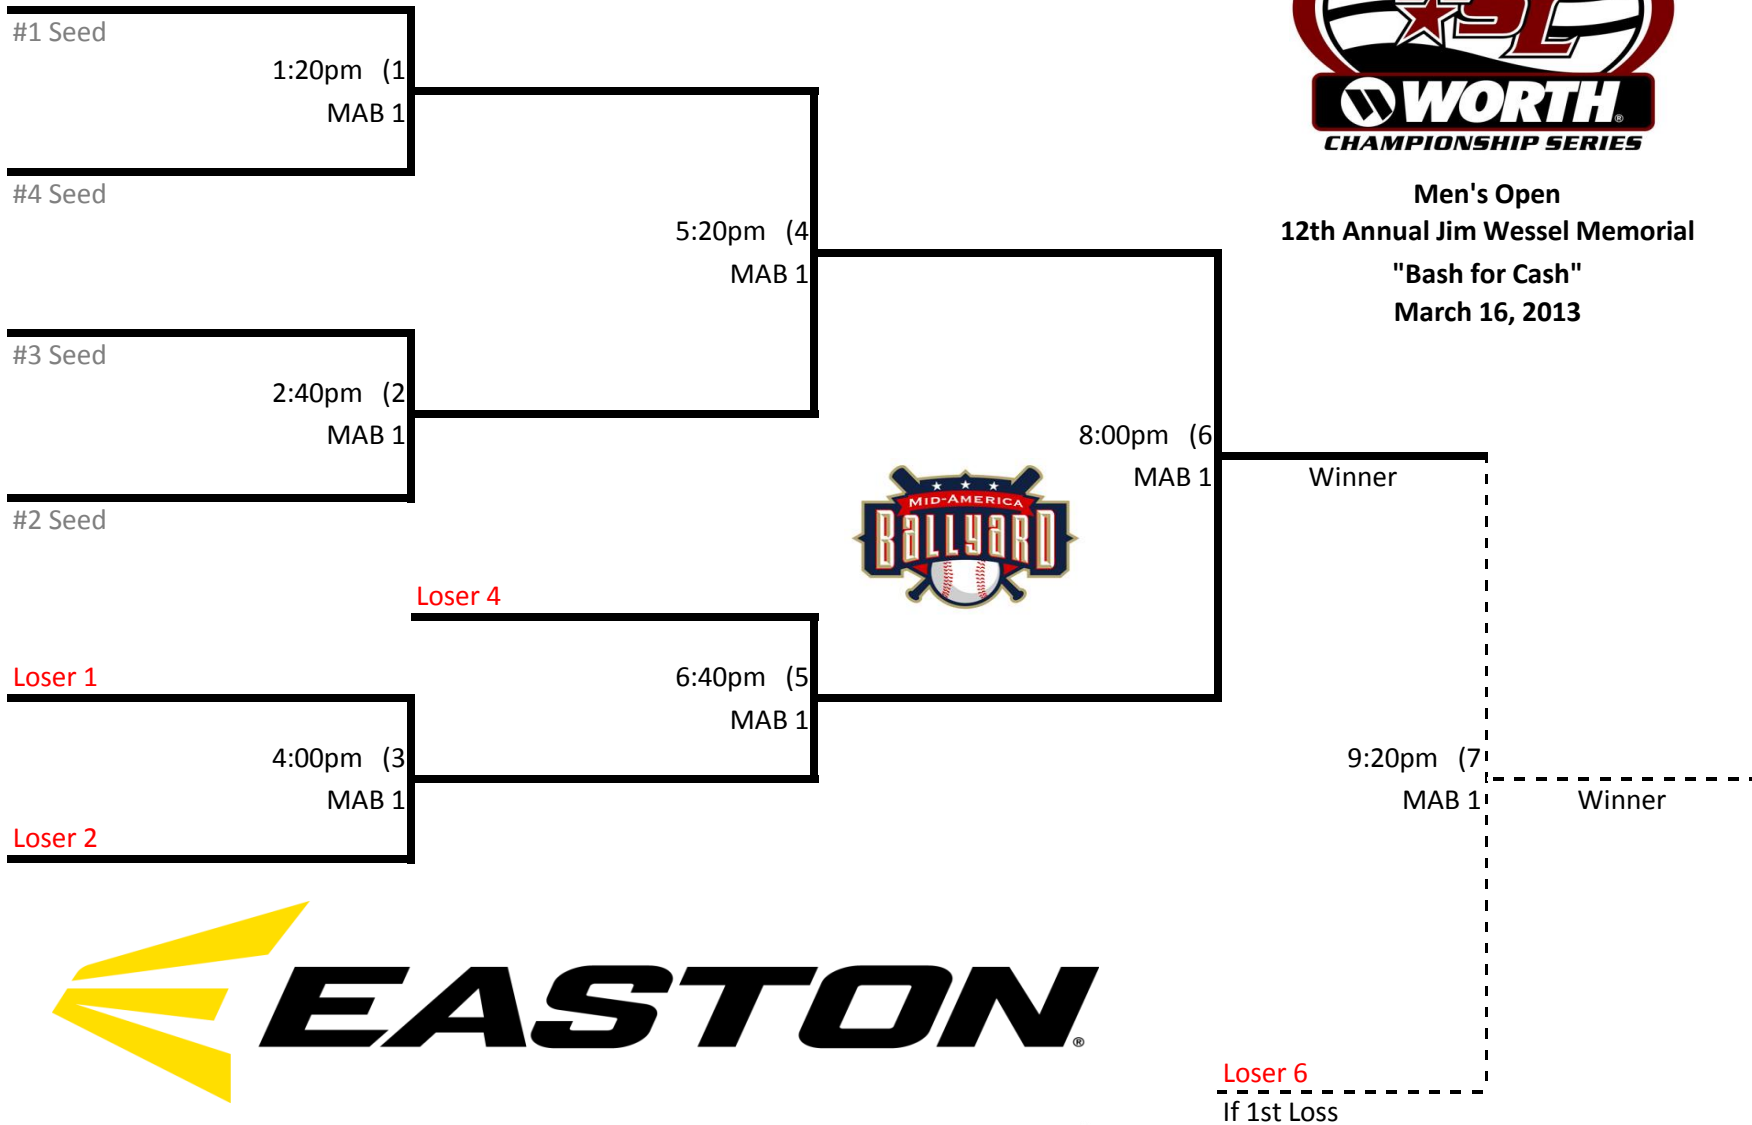 #1 Seed
1:20pm (1
MAB 1
#4 Seed
SL
WORTH®
CHAMPIONSHIP SERIES
Men's Open
12th Annual Jim Wessel Memorial
"Bash for Cash"
March 16, 2013
5:20pm (4
MAB 1
#3 Seed
2:40pm (2
MAB 1
#2 Seed
8:00pm (6
MAB 1
Winner
MID-AMERICA
BALLYARD
Loser 4
Loser 1
6:40pm (5
MAB 1
4:00pm (3
MAB 1
Loser 2
9:20pm (7
MAB 1
Winner
EASTON®
Loser 6
If 1st Loss